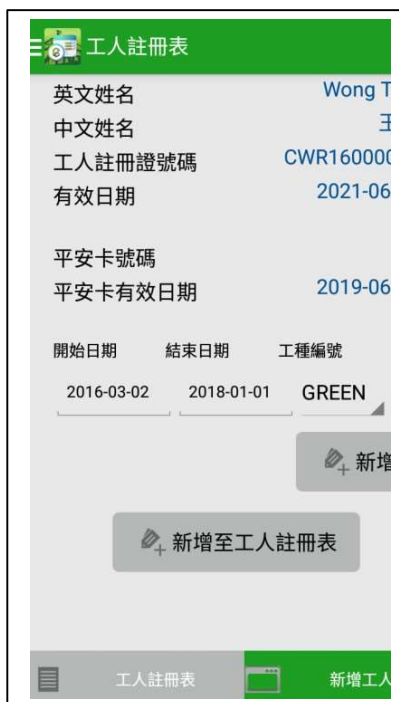 工人註冊表
英文姓名 Wong T
中文姓名 王
工人註冊證號碼 CWR160000
有效日期 2021-06
平安卡號碼
平安卡有效日期 2019-06
開始日期 結束日期 工種編號
2016-03-02 2018-01-01 GREEN
新增
新增至工人註冊表
工人註冊表 新增工人